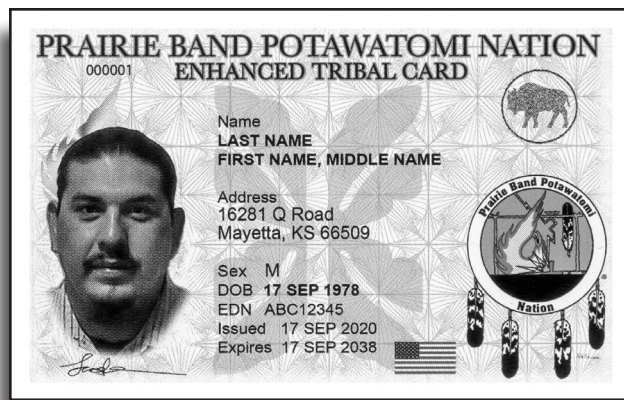 PRAIRIE BAND POTAWATOMI NATION
000001
ENHANCED TRIBAL CARD
Name
LAST NAME
FIRST NAME, MIDDLE NAME
Address
16281 Q Road
Mayetta, KS 66509
Sex M
DOB 17 SEP 1978
EDN ABC12345
Issued 17 SEP 2020
Expires 17 SEP 2038
Prairie Band Potawatomi
Nation
®